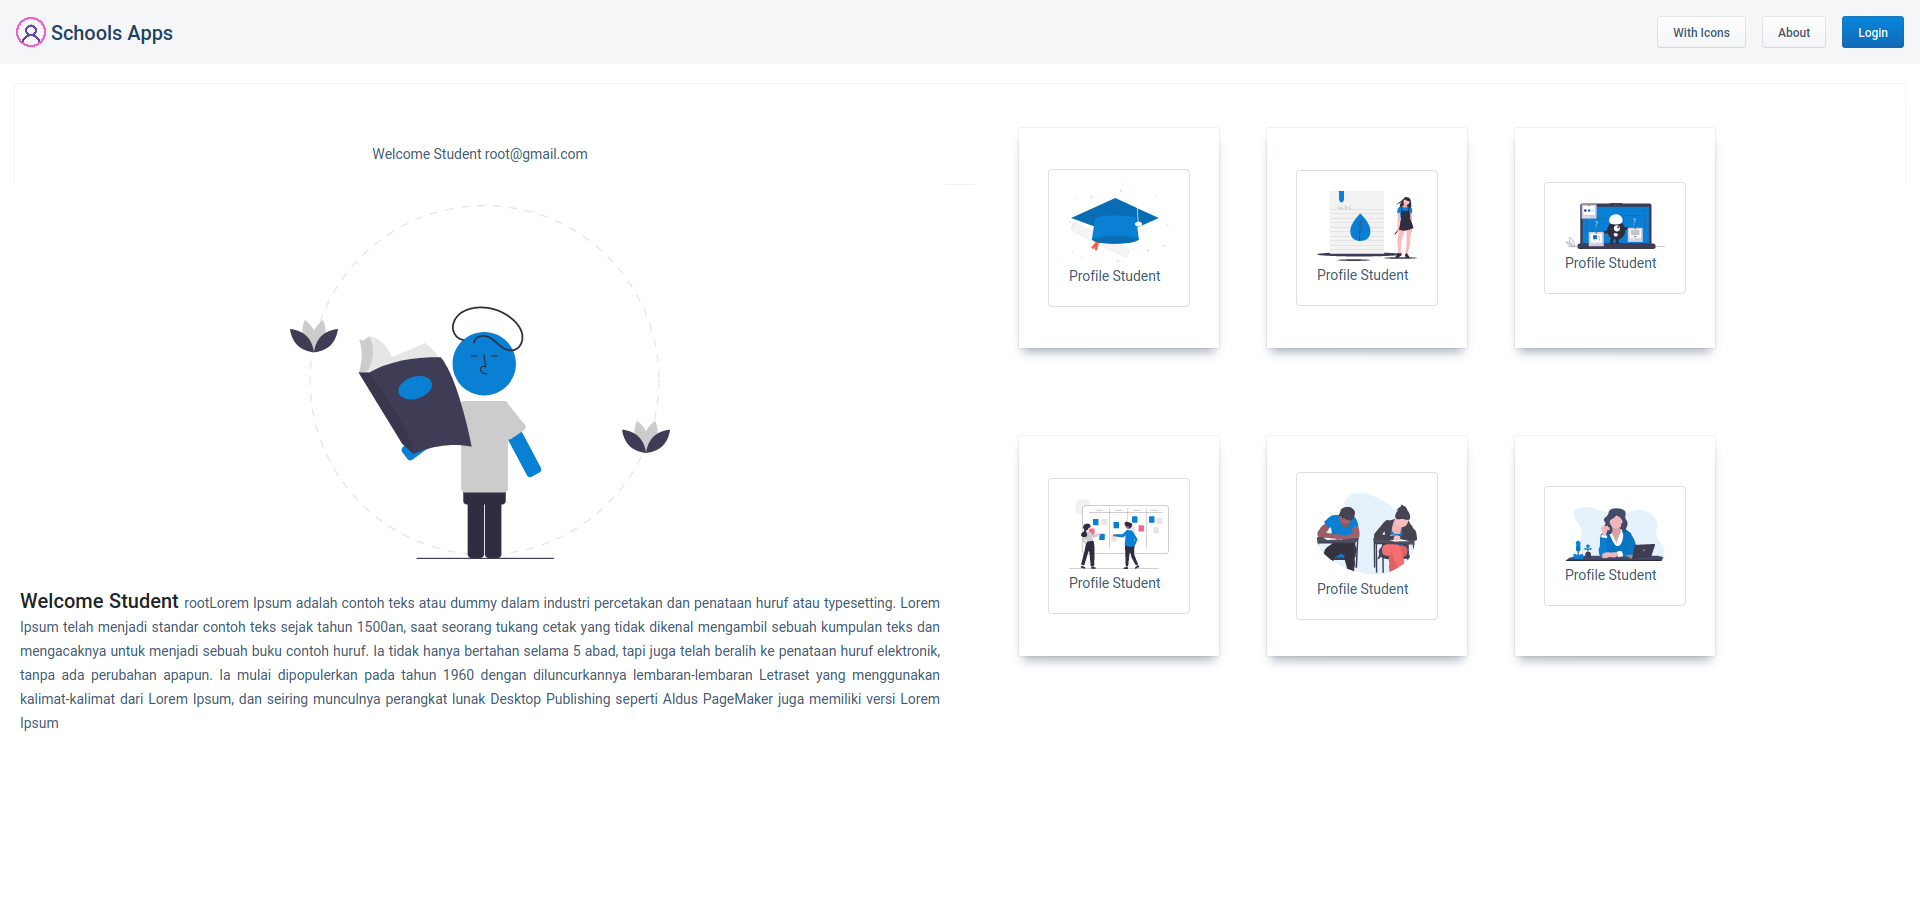 Schools Apps
With Icons
About
Login
Welcome Student root@gmail.com
Profile Student
Profile Student
Profile Student
Profile Student
Profile Student
Profile Student
Welcome Student rootLorem Ipsum adalah contoh teks atau dummy dalam industri percetakan dan penataan huruf atau typesetting. Lorem
Ipsum telah menjadi standar contoh teks sejak tahun 1500an, saat seorang tukang cetak yang tidak dikenal mengambil sebuah kumpulan teks dan
mengacaknya untuk menjadi sebuah buku contoh huruf. Ia tidak hanya bertahan selama 5 abad, tapi juga telah beralih ke penataan huruf elektronik,
tanpa ada perubahan apapun. Ia mulai dipopulerkan pada tahun 1960 dengan diluncurkannya lembaran-lembaran Letraset yang menggunakan
kalimat-kalimat dari Lorem Ipsum, dan seiring munculnya perangkat lunak Desktop Publishing seperti Aldus PageMaker juga memiliki versi Lorem
Ipsum